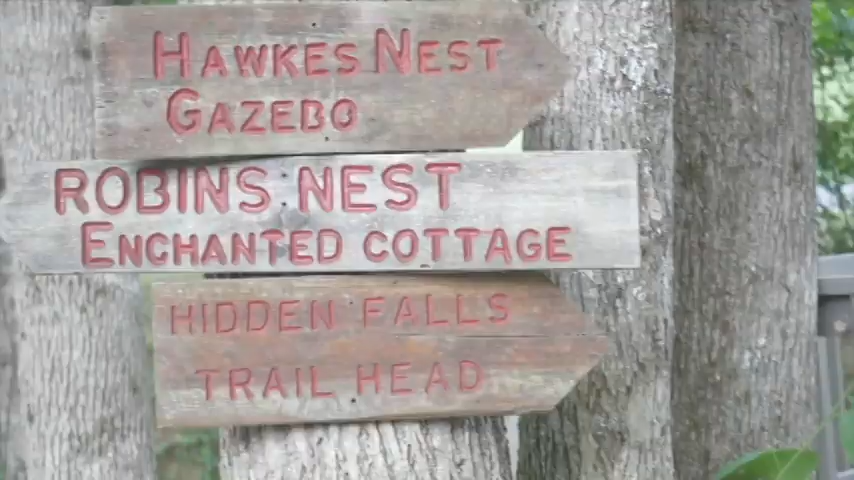 HAWKES NEST
GAZEBO
ROBINS NEST
ENCHANTED COTTAGE
HIDDEN FALLS
TRAIL HEAD